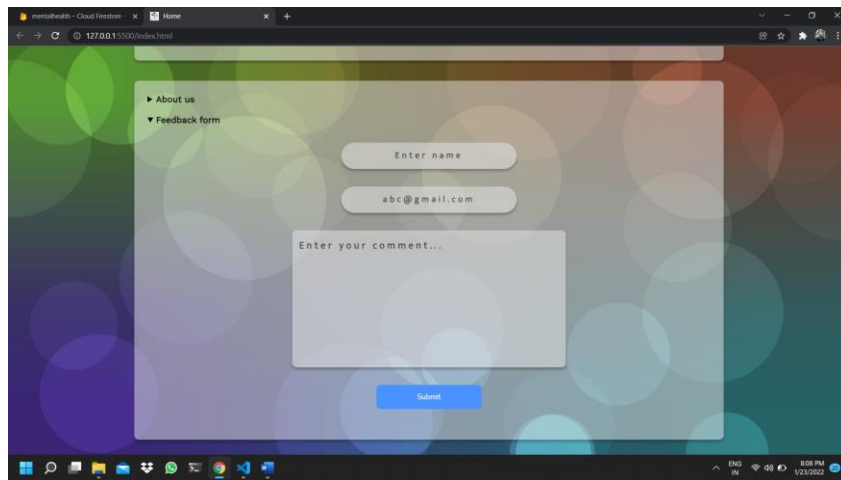 mentalhealth - Cloud Firestore
Home
127.0.0.1:5500/index.html
About us
Feedback form
Enter name
abc@gmail.com
Enter your comment...
Submit
ENG
IN
8:08 PM
1/23/2022